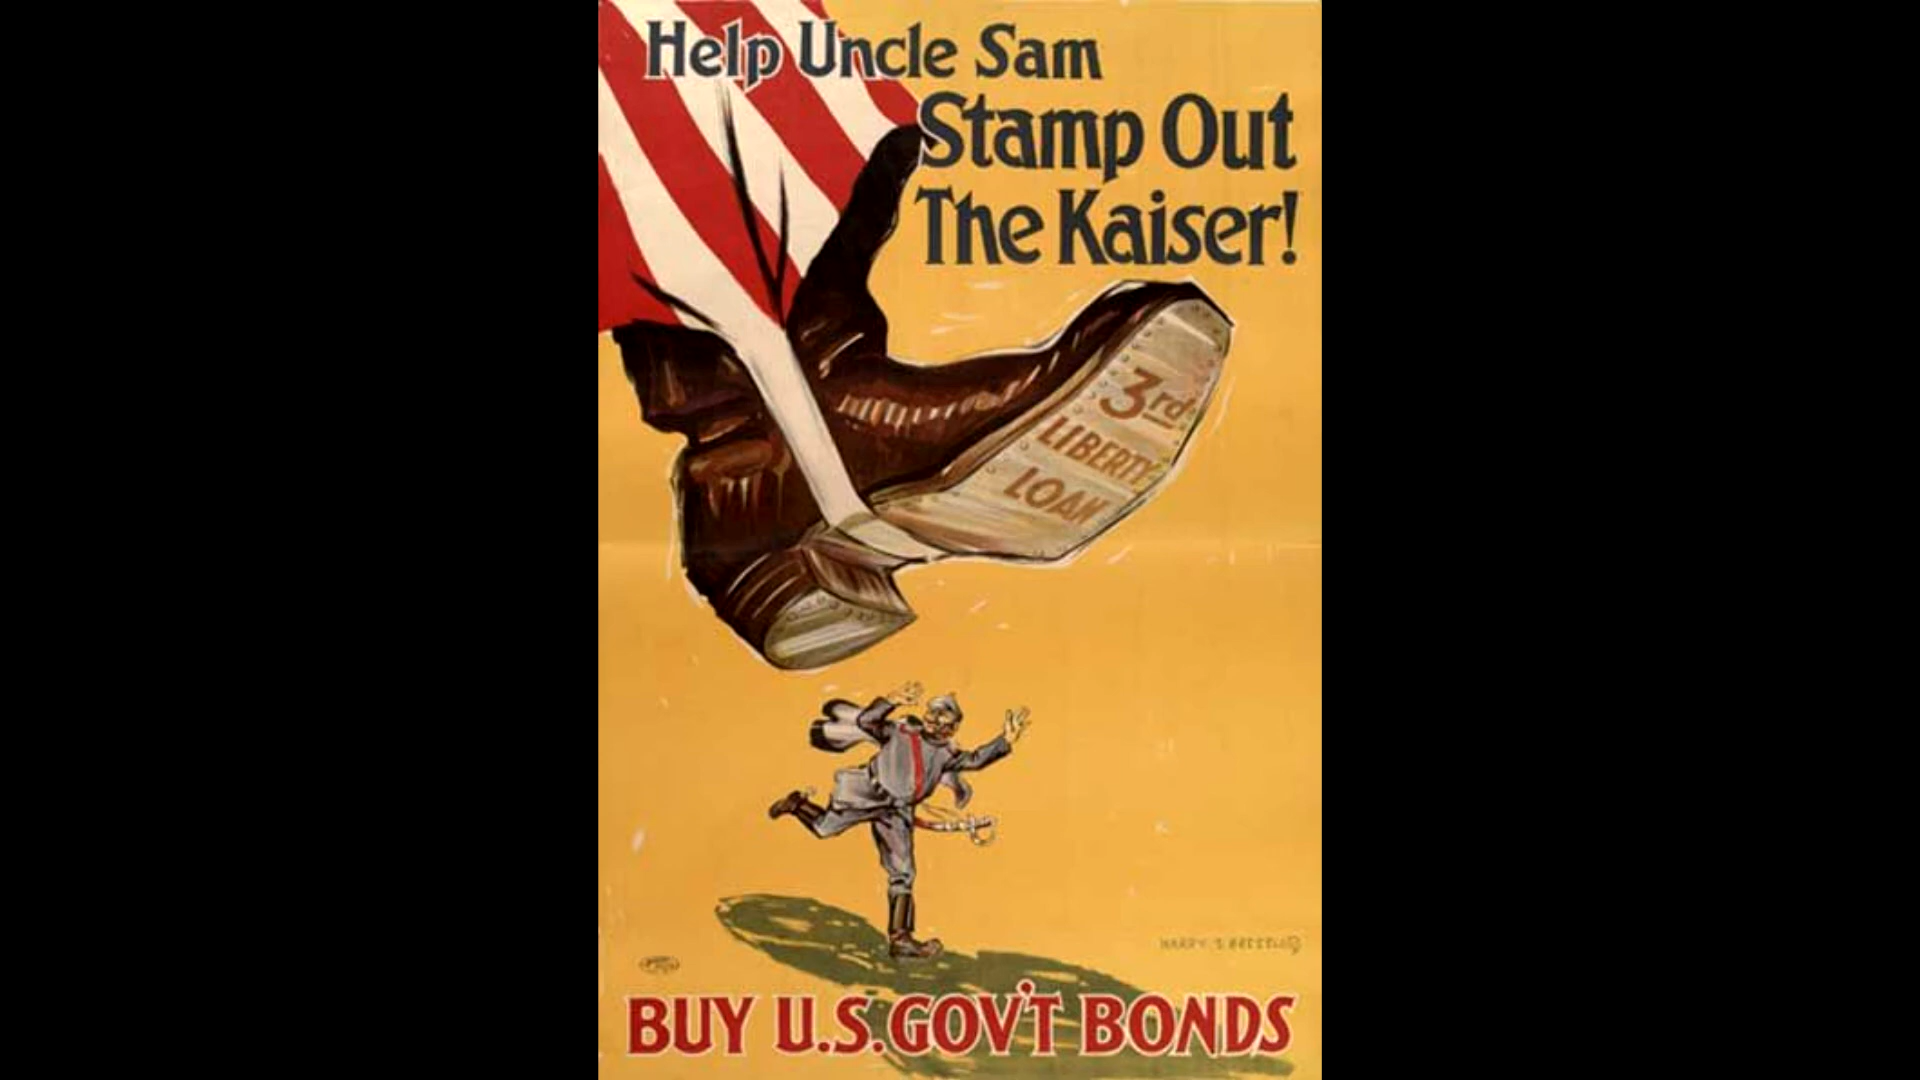 Help Uncle Sam
Stamp Out
The Kaiser!
3rd
LIBERTY
LOAN
BUY U.S. GOV'T BONDS